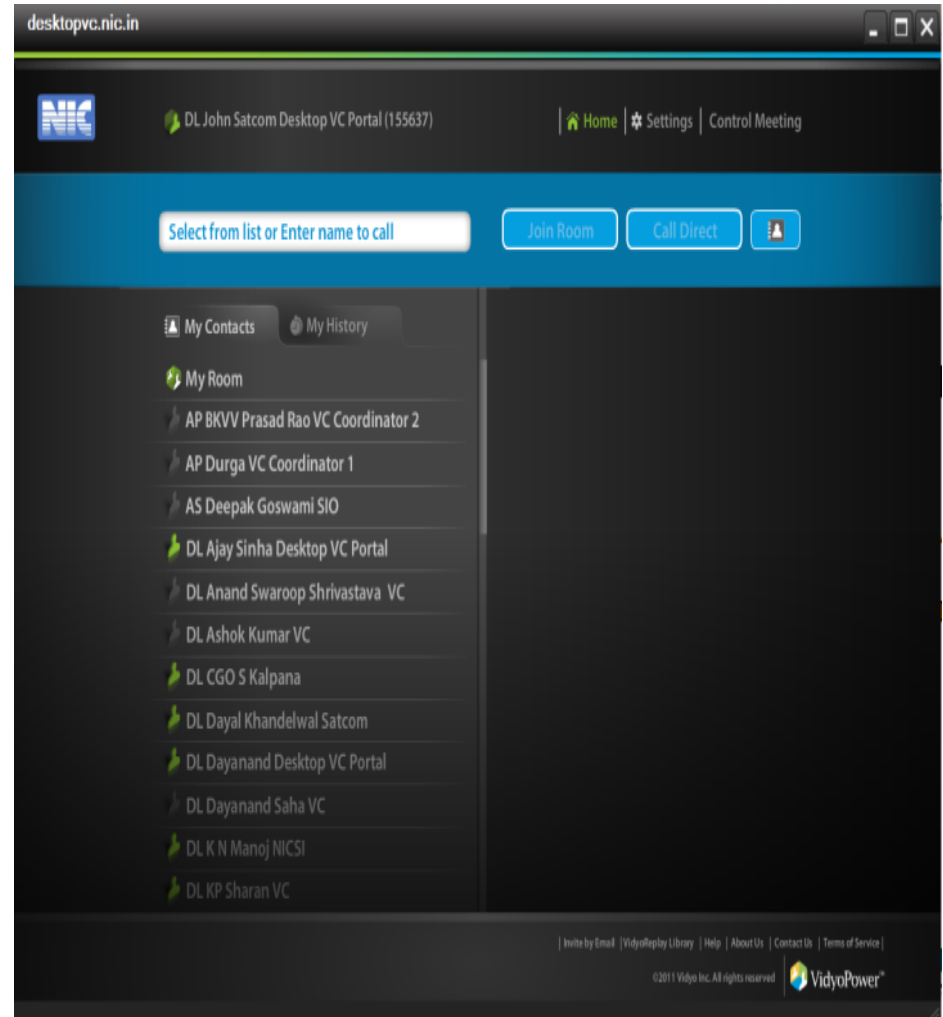 desktopvc.nic.in
NIC
DL John Satcom Desktop VC Portal (155637)
Home | Settings | Control Meeting
Select from list or Enter name to call
Join Room
Call Direct
My Contacts
My History
My Room
AP BKVV Prasad Rao VC Coordinator 2
AP Durga VC Coordinator 1
AS Deepak Goswami SIO
DL Ajay Sinha Desktop VC Portal
DL Anand Swaroop Shrivastava VC
DL Ashok Kumar VC
DL CGO S Kalpana
DL Dayal Khandelwal Satcom
DL Dayanand Desktop VC Portal
DL Dayanand Saha VC
DL K N Manoj NICSI
DL KP Sharan VC
| Invite by Email | VidyoReplay Library | Help | About Us | Contact Us | Terms of Service |
©2011 Vidyo Inc. All rights reserved
VidyoPower™